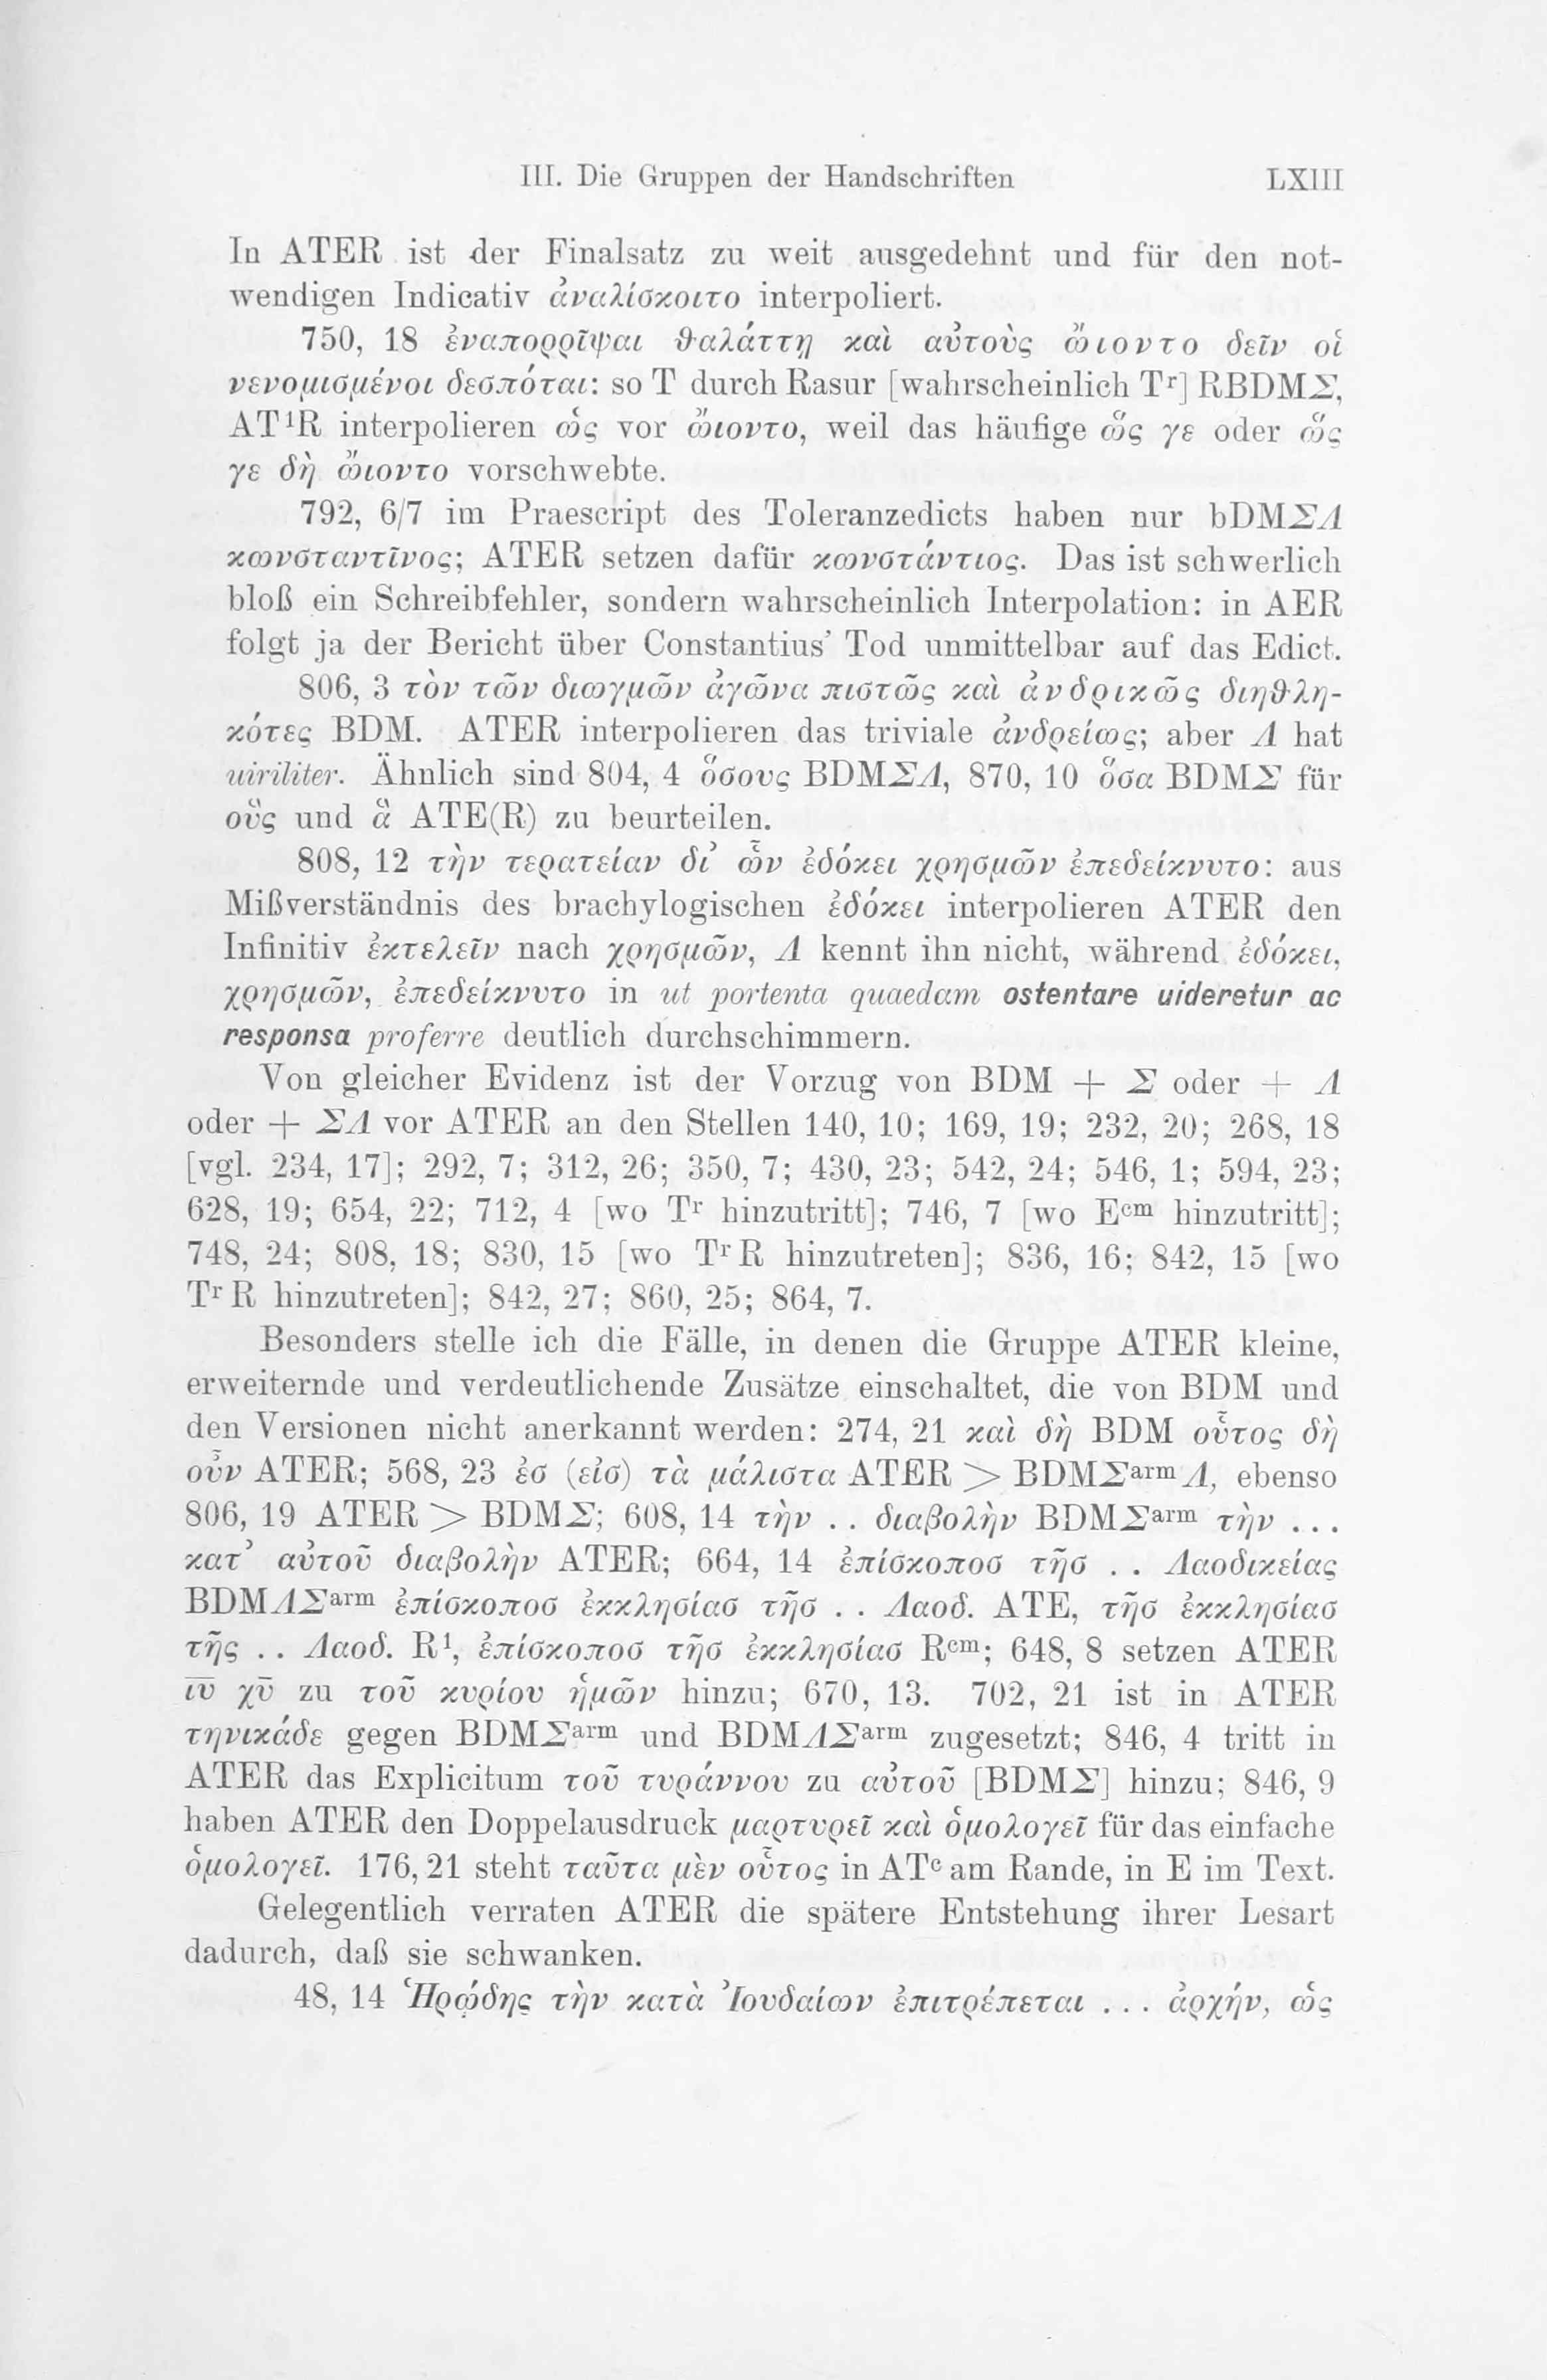 III. Die Gruppen der Handschriften LXIII
In ATER ist der Finalsatz zu weit ausgedehnt und für den not-
wendigen Indicativ ἀναλίσκοιτο interpoliert.
750, 18 ἐναπορρῖψαι θαλάττῃ καὶ αὐτοὺς ὤιοντο δεῖν οἱ
νενομισμένοι δεσπόται: so T durch Rasur [wahrscheinlich Tʳ] RBDMΣ,
AT¹R interpolieren ὡς vor ὤιοντο, weil das häufige ὥς γε oder ὥς
γε δὴ ὤιοντο vorschwebte.
792, 6/7 im Praescript des Toleranzedicts haben nur bDMΣΛ
κωνσταντῖνος; ATER setzen dafür κωνστάντιος. Das ist schwerlich
bloß ein Schreibfehler, sondern wahrscheinlich Interpolation: in AER
folgt ja der Bericht über Constantius’ Tod unmittelbar auf das Edict.
806, 3 τὸν τῶν διωγμῶν ἀγῶνα πιστῶς καὶ ἀνδρικῶς διηθλη-
κότες BDM. ATER interpolieren das triviale ἀνδρείως; aber Λ hat
uiriliter. Ähnlich sind 804, 4 ὅσους BDMΣΛ, 870, 10 ὅσα BDMΣ für
οὓς und ἃ ATE(R) zu beurteilen.
808, 12 τὴν τερατείαν δι’ ὧν ἐδόκει χρησμῶν ἐπεδείκνυτο: aus
Mißverständnis des brachylogischen ἐδόκει interpolieren ATER den
Infinitiv ἐκτελεῖν nach χρησμῶν, Λ kennt ihn nicht, während ἐδόκει,
χρησμῶν, ἐπεδείκνυτο in ut portenta quaedam ostentare uideretur ac
responsa proferre deutlich durchschimmern.
Von gleicher Evidenz ist der Vorzug von BDM + Σ oder + Λ
oder + ΣΛ vor ATER an den Stellen 140, 10; 169, 19; 232, 20; 268, 18
[vgl. 234, 17]; 292, 7; 312, 26; 350, 7; 430, 23; 542, 24; 546, 1; 594, 23;
628, 19; 654, 22; 712, 4 [wo Tʳ hinzutritt]; 746, 7 [wo Eᶜᵐ hinzutritt];
748, 24; 808, 18; 830, 15 [wo Tʳ R hinzutreten]; 836, 16; 842, 15 [wo
Tʳ R hinzutreten]; 842, 27; 860, 25; 864, 7.
Besonders stelle ich die Fälle, in denen die Gruppe ATER kleine,
erweiternde und verdeutlichende Zusätze einschaltet, die von BDM und
den Versionen nicht anerkannt werden: 274, 21 καὶ δὴ BDM οὗτος δὴ
οὖν ATER; 568, 23 ἐσ (εἰσ) τὰ μάλιστα ATER > BDMΣᵃʳᵐΛ, ebenso
806, 19 ATER > BDMΣ; 608, 14 τὴν . . διαβολὴν BDMΣᵃʳᵐ τὴν ...
κατ’ αὐτοῦ διαβολὴν ATER; 664, 14 ἐπίσκοποσ τῆσ . . Λαοδικείας
BDMΛΣᵃʳᵐ ἐπίσκοποσ ἐκκλησίασ τῆσ . . Λαοδ. ATE, τῆσ ἐκκλησίασ
τῆς . . Λαοδ. R¹, ἐπίσκοποσ τῆσ ἐκκλησίασ Rᶜᵐ; 648, 8 setzen ATER
ι̅υ̅ χ̅υ̅ zu τοῦ κυρίου ἡμῶν hinzu; 670, 13. 702, 21 ist in ATER
τηνικάδε gegen BDMΣᵃʳᵐ und BDMΛΣᵃʳᵐ zugesetzt; 846, 4 tritt in
ATER das Explicitum τοῦ τυράννου zu αὐτοῦ [BDMΣ] hinzu; 846, 9
haben ATER den Doppelausdruck μαρτυρεῖ καὶ ὁμολογεῖ für das einfache
ὁμολογεῖ. 176, 21 steht ταῦτα μὲν οὗτος in ATᶜ am Rande, in E im Text.
Gelegentlich verraten ATER die spätere Entstehung ihrer Lesart
dadurch, daß sie schwanken.
48, 14 Ἡρῴδης τὴν κατὰ Ἰουδαίων ἐπιτρέπεται ... ἀρχήν, ὡς